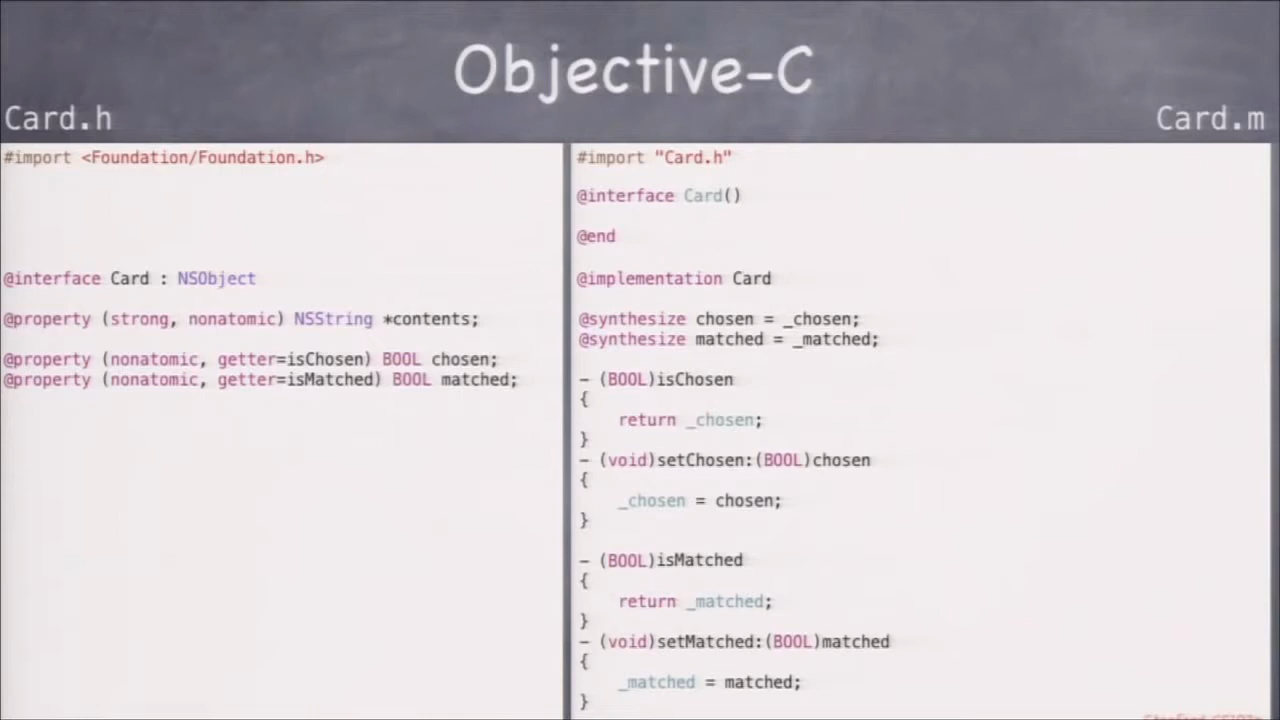 Objective-C
Card.h
Card.m
#import <Foundation/Foundation.h>
@interface Card : NSObject
@property (strong, nonatomic) NSString *contents;
@property (nonatomic, getter=isChosen) BOOL chosen;
@property (nonatomic, getter=isMatched) BOOL matched;
#import "Card.h"
@interface Card()
@end
@implementation Card
@synthesize chosen = _chosen;
@synthesize matched = _matched;
- (BOOL)isChosen
{
return _chosen;
}
- (void)setChosen:(BOOL)chosen
{
_chosen = chosen;
}
- (BOOL)isMatched
{
return _matched;
}
- (void)setMatched:(BOOL)matched
{
_matched = matched;
}